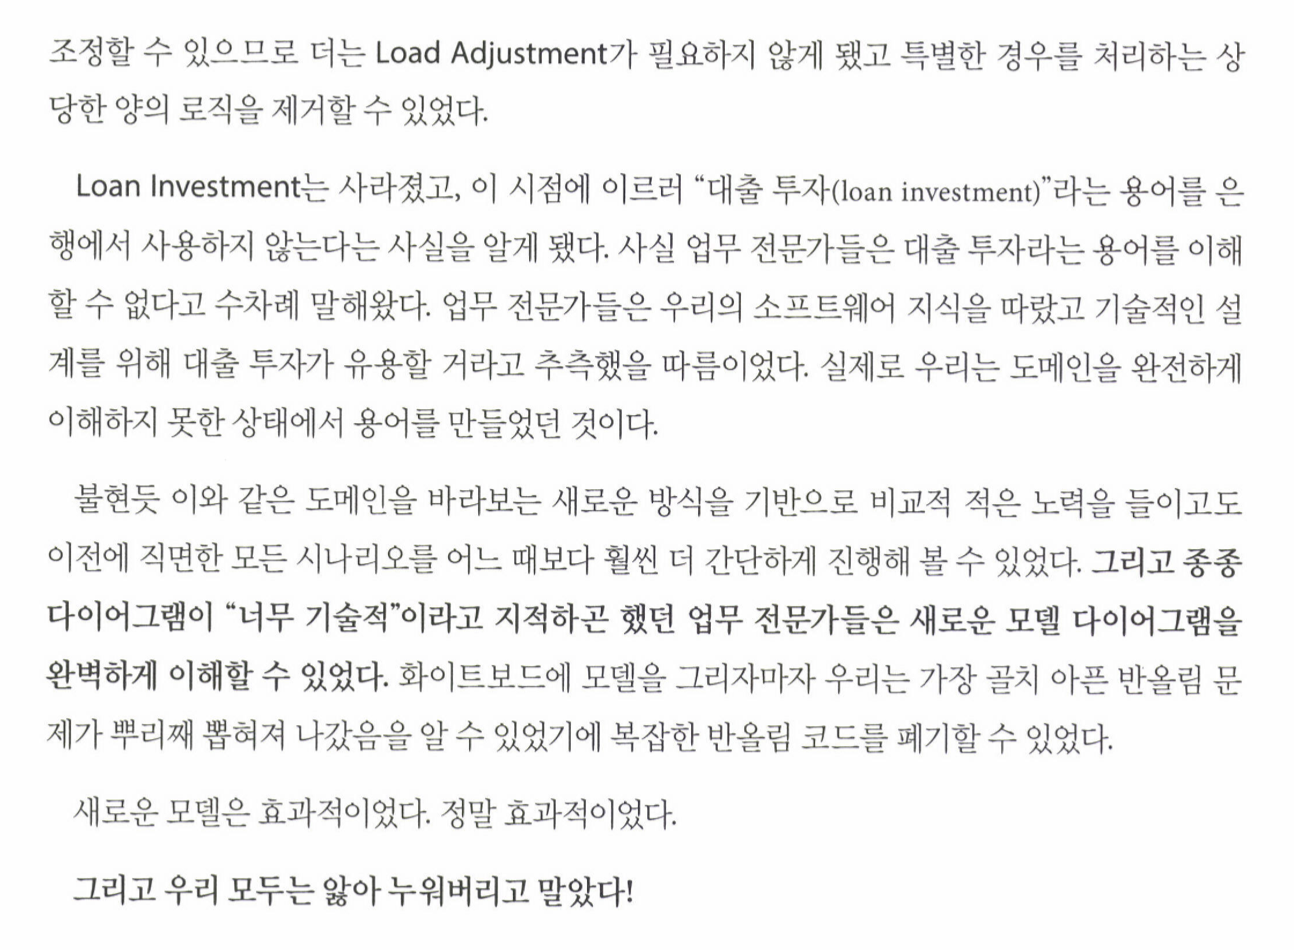 조정할 수 있으므로 더는 Load Adjustment가 필요하지 않게 됐고 특별한 경우를 처리하는 상
당한 양의 로직을 제거할 수 있었다.
Loan Investment는 사라졌고, 이 시점에 이르러 “대출 투자(loan investment)”라는 용어를 은
행에서 사용하지 않는다는 사실을 알게 됐다. 사실 업무 전문가들은 대출 투자라는 용어를 이해
할 수 없다고 수차례 말해왔다. 업무 전문가들은 우리의 소프트웨어 지식을 따랐고 기술적인 설
계를 위해 대출 투자가 유용할 거라고 추측했을 따름이었다. 실제로 우리는 도메인을 완전하게
이해하지 못한 상태에서 용어를 만들었던 것이다.
불현듯 이와 같은 도메인을 바라보는 새로운 방식을 기반으로 비교적 적은 노력을 들이고도
이전에 직면한 모든 시나리오를 어느 때보다 훨씬 더 간단하게 진행해 볼 수 있었다. 그리고 종종
다이어그램이 “너무 기술적”이라고 지적하곤 했던 업무 전문가들은 새로운 모델 다이어그램을
완벽하게 이해할 수 있었다. 화이트보드에 모델을 그리자마자 우리는 가장 골치 아픈 반올림 문
제가 뿌리째 뽑혀져 나갔음을 알 수 있었기에 복잡한 반올림 코드를 폐기할 수 있었다.
새로운 모델은 효과적이었다. 정말 효과적이었다.
그리고 우리 모두는 앓아 누워버리고 말았다!